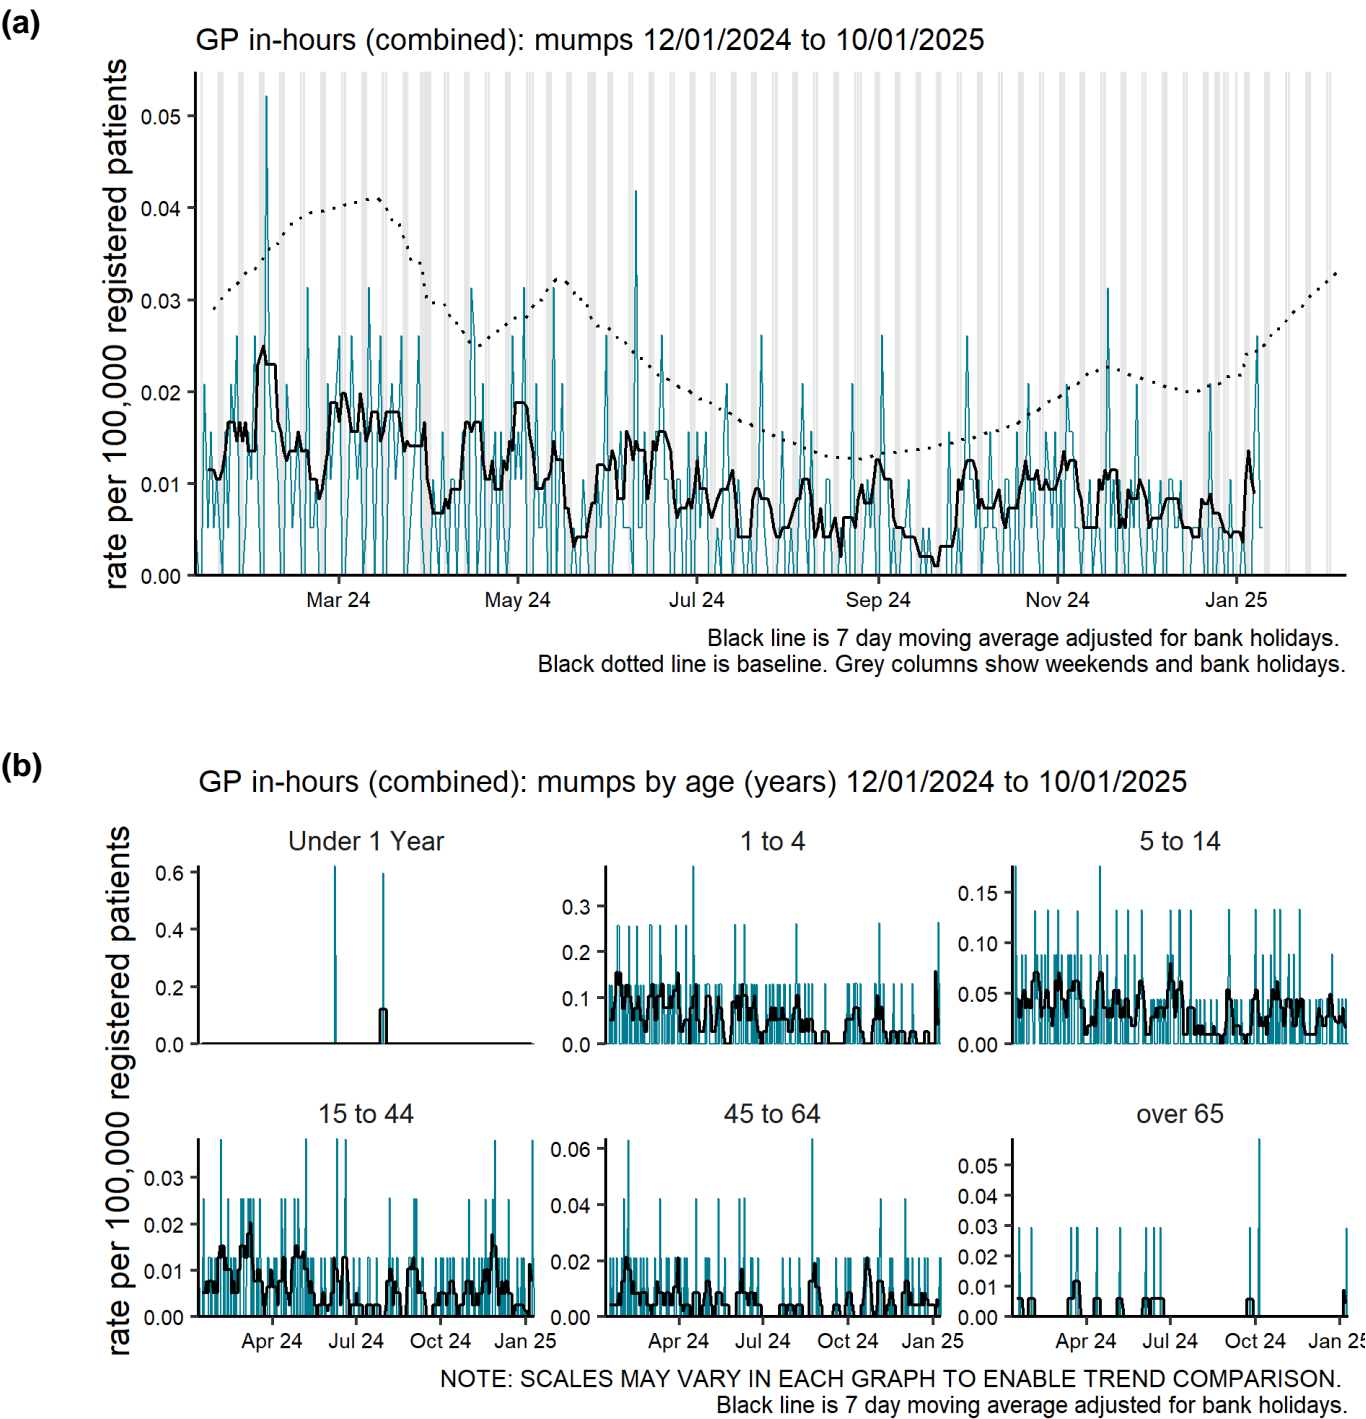 (a)
GP in-hours (combined): mumps 12/01/2024 to 10/01/2025
rate per 100,000 registered patients
0.05
0.04
0.03
0.02
0.01
0.00
Mar 24 May 24 Jul 24 Sep 24 Nov 24 Jan 25
Black line is 7 day moving average adjusted for bank holidays.
Black dotted line is baseline. Grey columns show weekends and bank holidays.
(b)
GP in-hours (combined): mumps by age (years) 12/01/2024 to 10/01/2025
rate per 100,000 registered patients
Under 1 Year
0.6
0.4
0.2
0.0
1 to 4
0.3
0.2
0.1
0.0
5 to 14
0.15
0.10
0.05
0.00
15 to 44
0.03
0.02
0.01
0.00
Apr 24 Jul 24 Oct 24 Jan 25
45 to 64
0.06
0.04
0.02
0.00
Apr 24 Jul 24 Oct 24 Jan 25
over 65
0.05
0.04
0.03
0.02
0.01
0.00
Apr 24 Jul 24 Oct 24 Jan 25
NOTE: SCALES MAY VARY IN EACH GRAPH TO ENABLE TREND COMPARISON.
Black line is 7 day moving average adjusted for bank holidays.